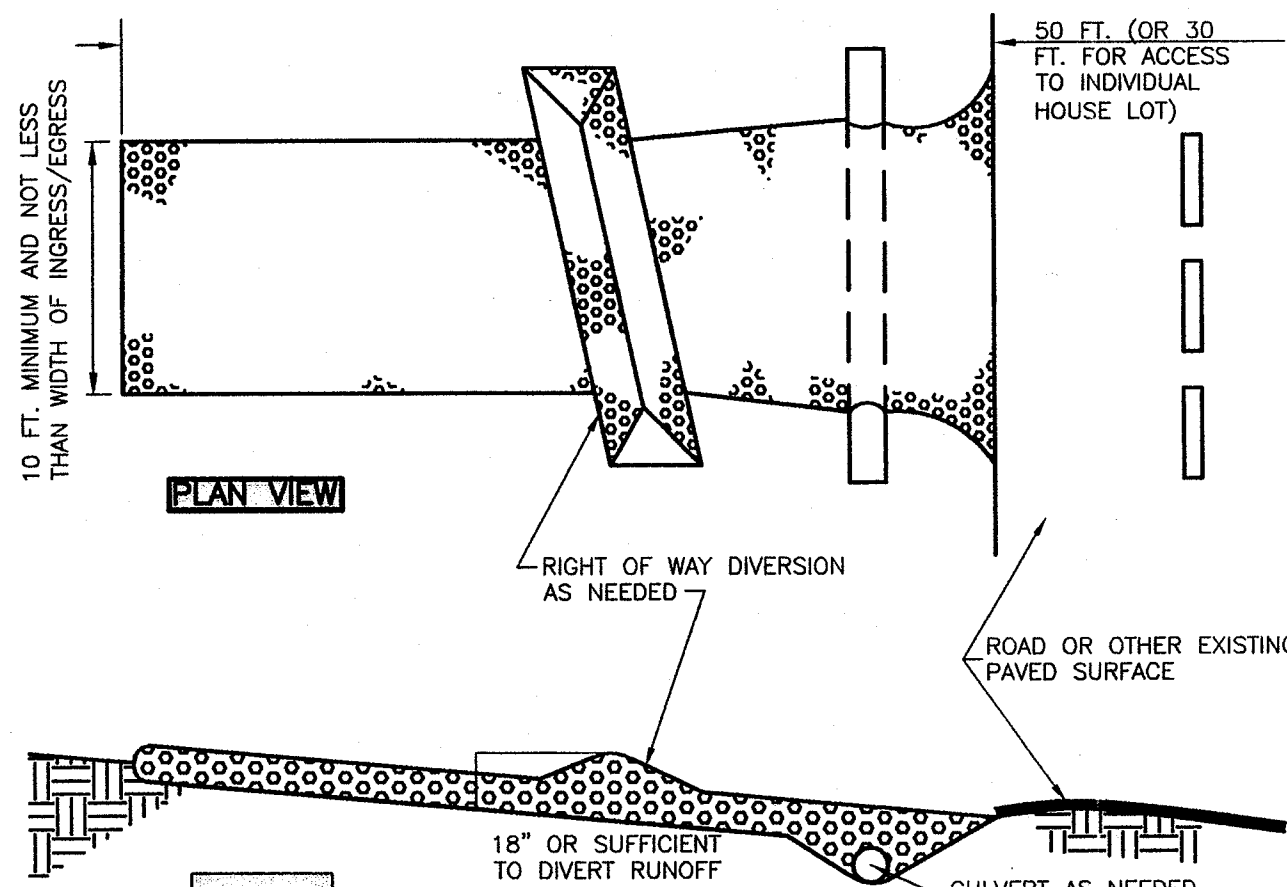 50 FT. (OR 30
FT. FOR ACCESS
TO INDIVIDUAL
HOUSE LOT)
10 FT. MINIMUM AND NOT LESS
THAN WIDTH OF INGRESS/EGRESS
PLAN VIEW
RIGHT OF WAY DIVERSION
AS NEEDED
ROAD OR OTHER EXISTING
PAVED SURFACE
18" OR SUFFICIENT
TO DIVERT RUNOFF
CULVERT AS NEEDED